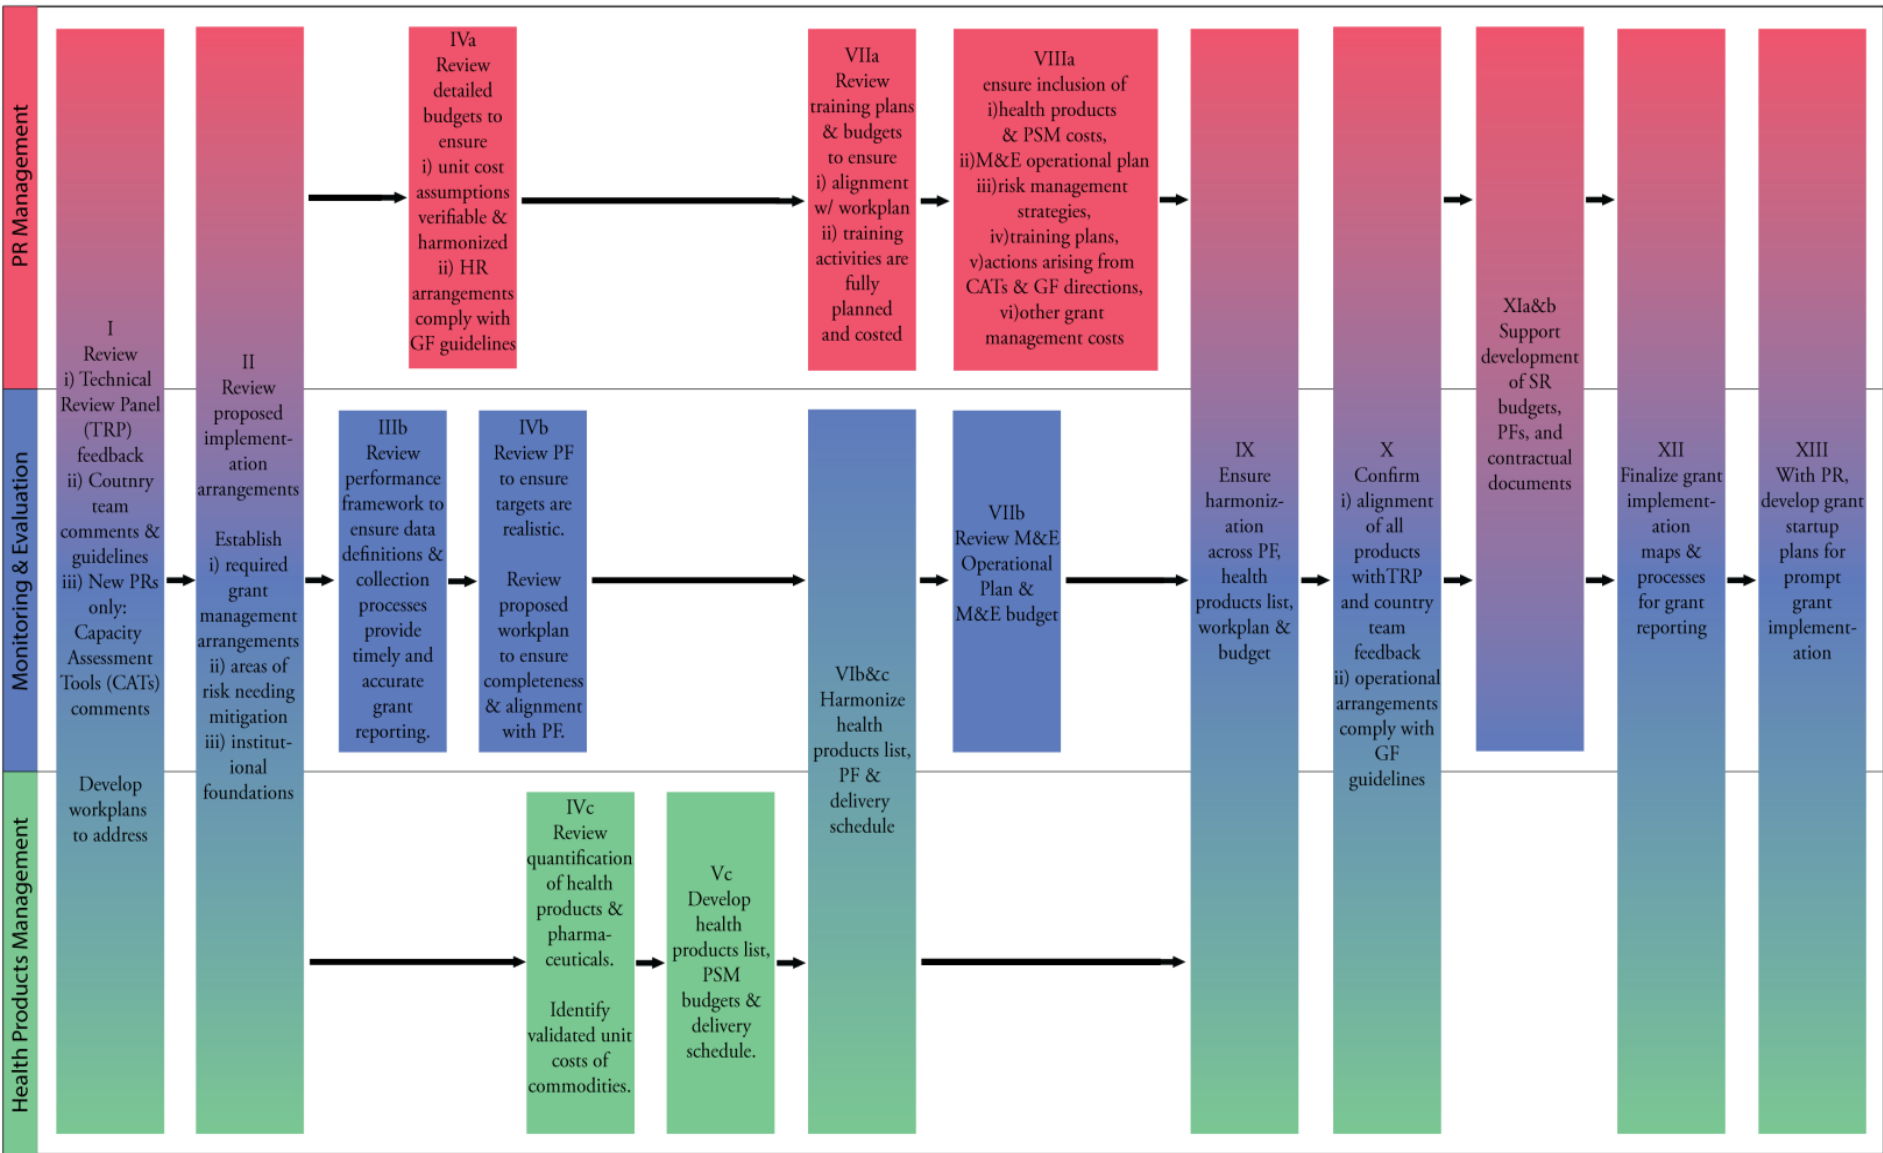 PR Management
Monitoring & Evaluation
Health Products Management
I
Review
i) Technical
Review Panel
(TRP)
feedback
ii) Coutnry
team
comments &
guidelines
iii) New PRs
only:
Capacity
Assessment
Tools (CATs)
comments
Develop
workplans
to address
II
Review
proposed
implement-
ation
arrangements
Establish
i) required
grant
management
arrangements
ii) areas of
risk needing
mitigation
iii) institut-
ional
foundations
IIIb
Review
performance
framework to
ensure data
definitions &
collection
processes
provide
timely and
accurate
grant
reporting.
IVa
Review
detailed
budgets to
ensure
i) unit cost
assumptions
verifiable &
harmonized
ii) HR
arrangements
comply with
GF guidelines
IVb
Review PF
to ensure
targets are
realistic.
Review
proposed
workplan
to ensure
completeness
& alignment
with PF.
IVc
Review
quantification
of health
products &
pharma-
ceuticals.
Identify
validated unit
costs of
commodities.
Vc
Develop
health
products list,
PSM
budgets &
delivery
schedule.
VIb&c
Harmonize
health
products list,
PF &
delivery
schedule
VIIa
Review
training plans
& budgets
to ensure
i) alignment
w/ workplan
ii) training
activities are
fully
planned
and costed
VIIb
Review M&E
Operational
Plan &
M&E budget
VIIIa
ensure inclusion of
i)health products
& PSM costs,
ii)M&E operational plan
iii)risk management
strategies,
iv)training plans,
v)actions arising from
CATs & GF directions,
vi)other grant
management costs
IX
Ensure
harmoniz-
ation
across PF,
health
products list,
workplan &
budget
X
Confirm
i) alignment
of all
products
withTRP
and country
team
feedback
ii) operational
arrangements
comply with
GF
guidelines
XIa&b
Support
development
of SR
budgets,
PFs, and
contractual
documents
XII
Finalize grant
implement-
ation
maps &
processes
for grant
reporting
XIII
With PR,
develop grant
startup
plans for
prompt
grant
implement-
ation